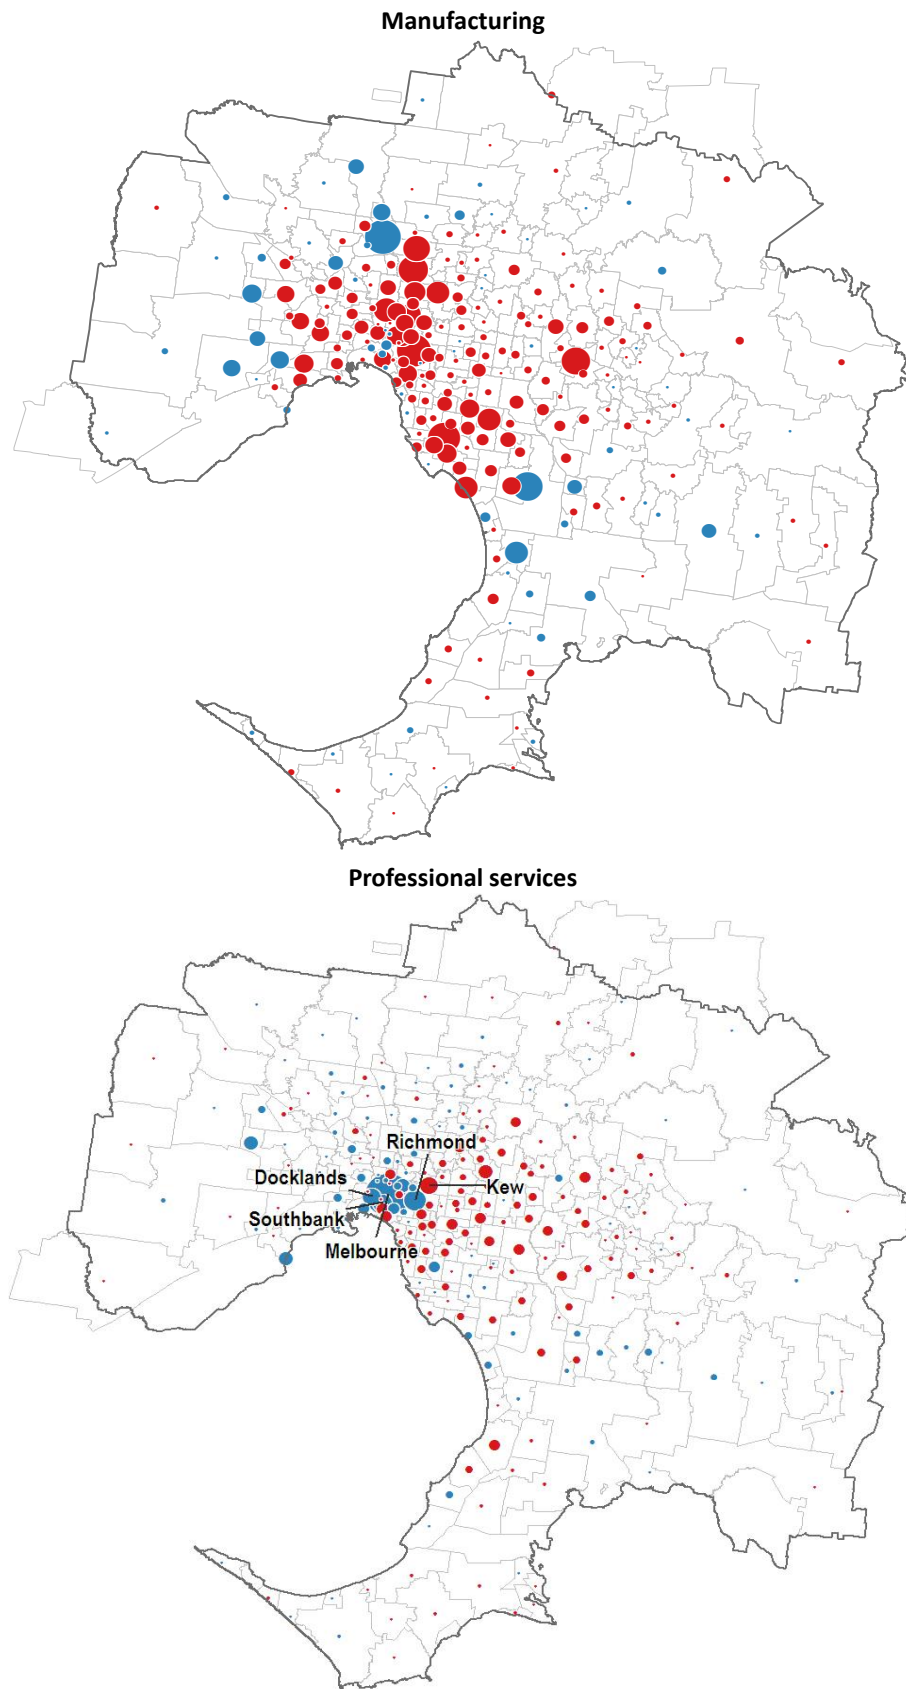 Manufacturing
Professional services
Richmond
Docklands
Kew
Southbank
Melbourne